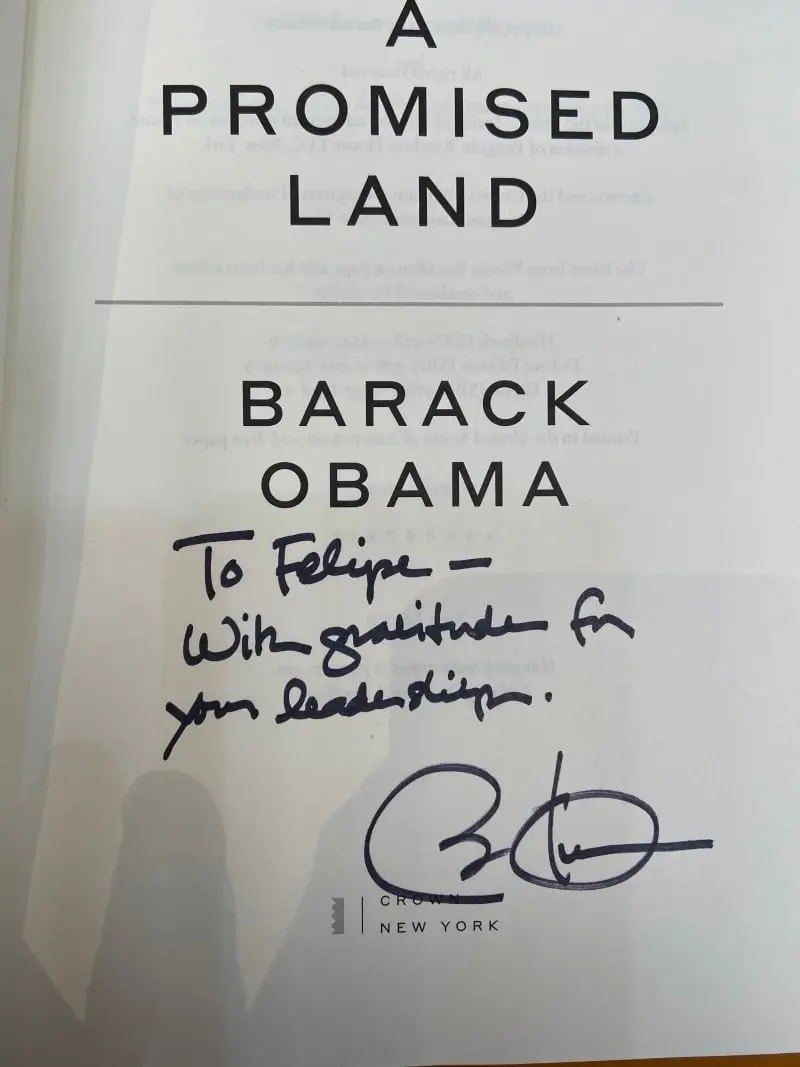 A
PROMISED
LAND
BARACK
OBAMA
To Felipe —
With gratitude for
your leadership.
CROWN
NEW YORK